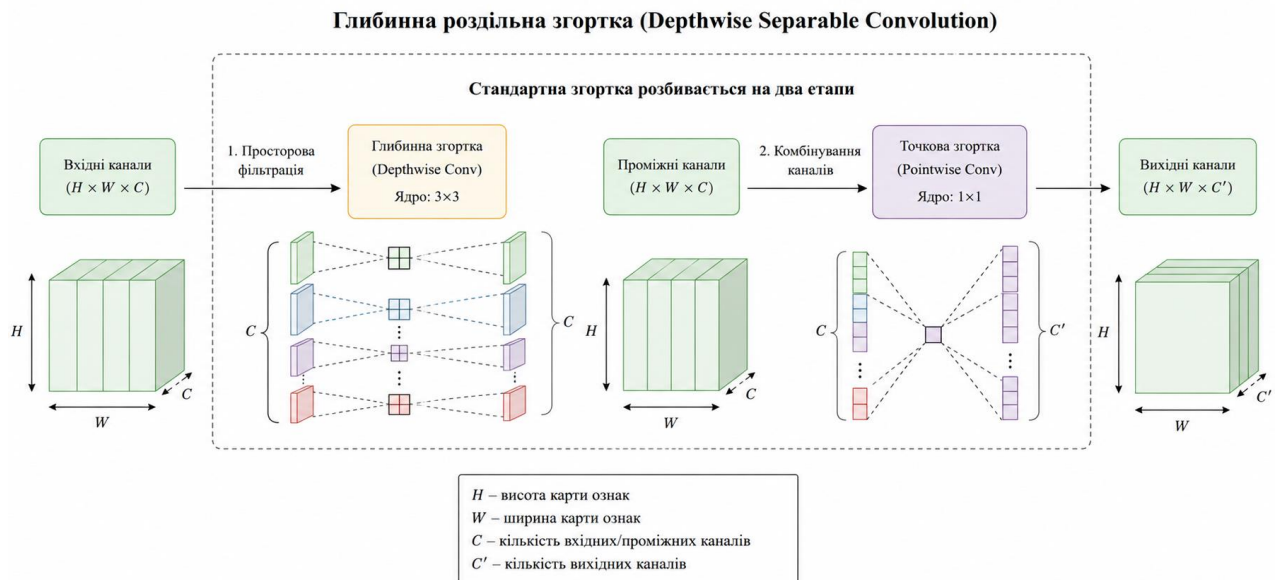 Глибинна роздільна згортка (Depthwise Separable Convolution)
Стандартна згортка розбивається на два етапи
Вхідні канали
(H × W × C)
1. Просторова
фільтрація
Глибинна згортка
(Depthwise Conv)
Ядро: 3×3
Проміжні канали
(H × W × C)
2. Комбінування
каналів
Точкова згортка
(Pointwise Conv)
Ядро: 1×1
Вихідні канали
(H × W × C′)
H
W
C
C
C
H
W
C
C
C′
H
W
C′
H – висота карти ознак
W – ширина карти ознак
C – кількість вхідних/проміжних каналів
C′ – кількість вихідних каналів